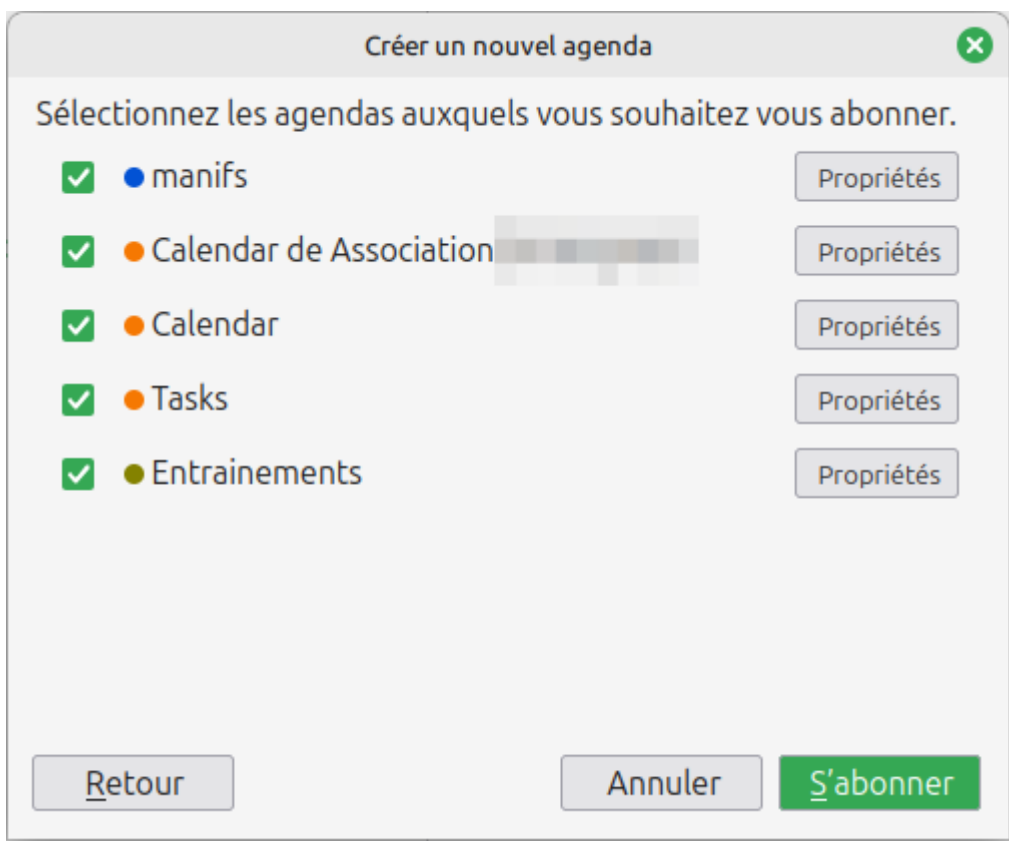 Créer un nouvel agenda
Sélectionnez les agendas auxquels vous souhaitez vous abonner.
manifs Propriétés
Calendar de Association Propriétés
Calendar Propriétés
Tasks Propriétés
Entrainements Propriétés
Retour Annuler S'abonner